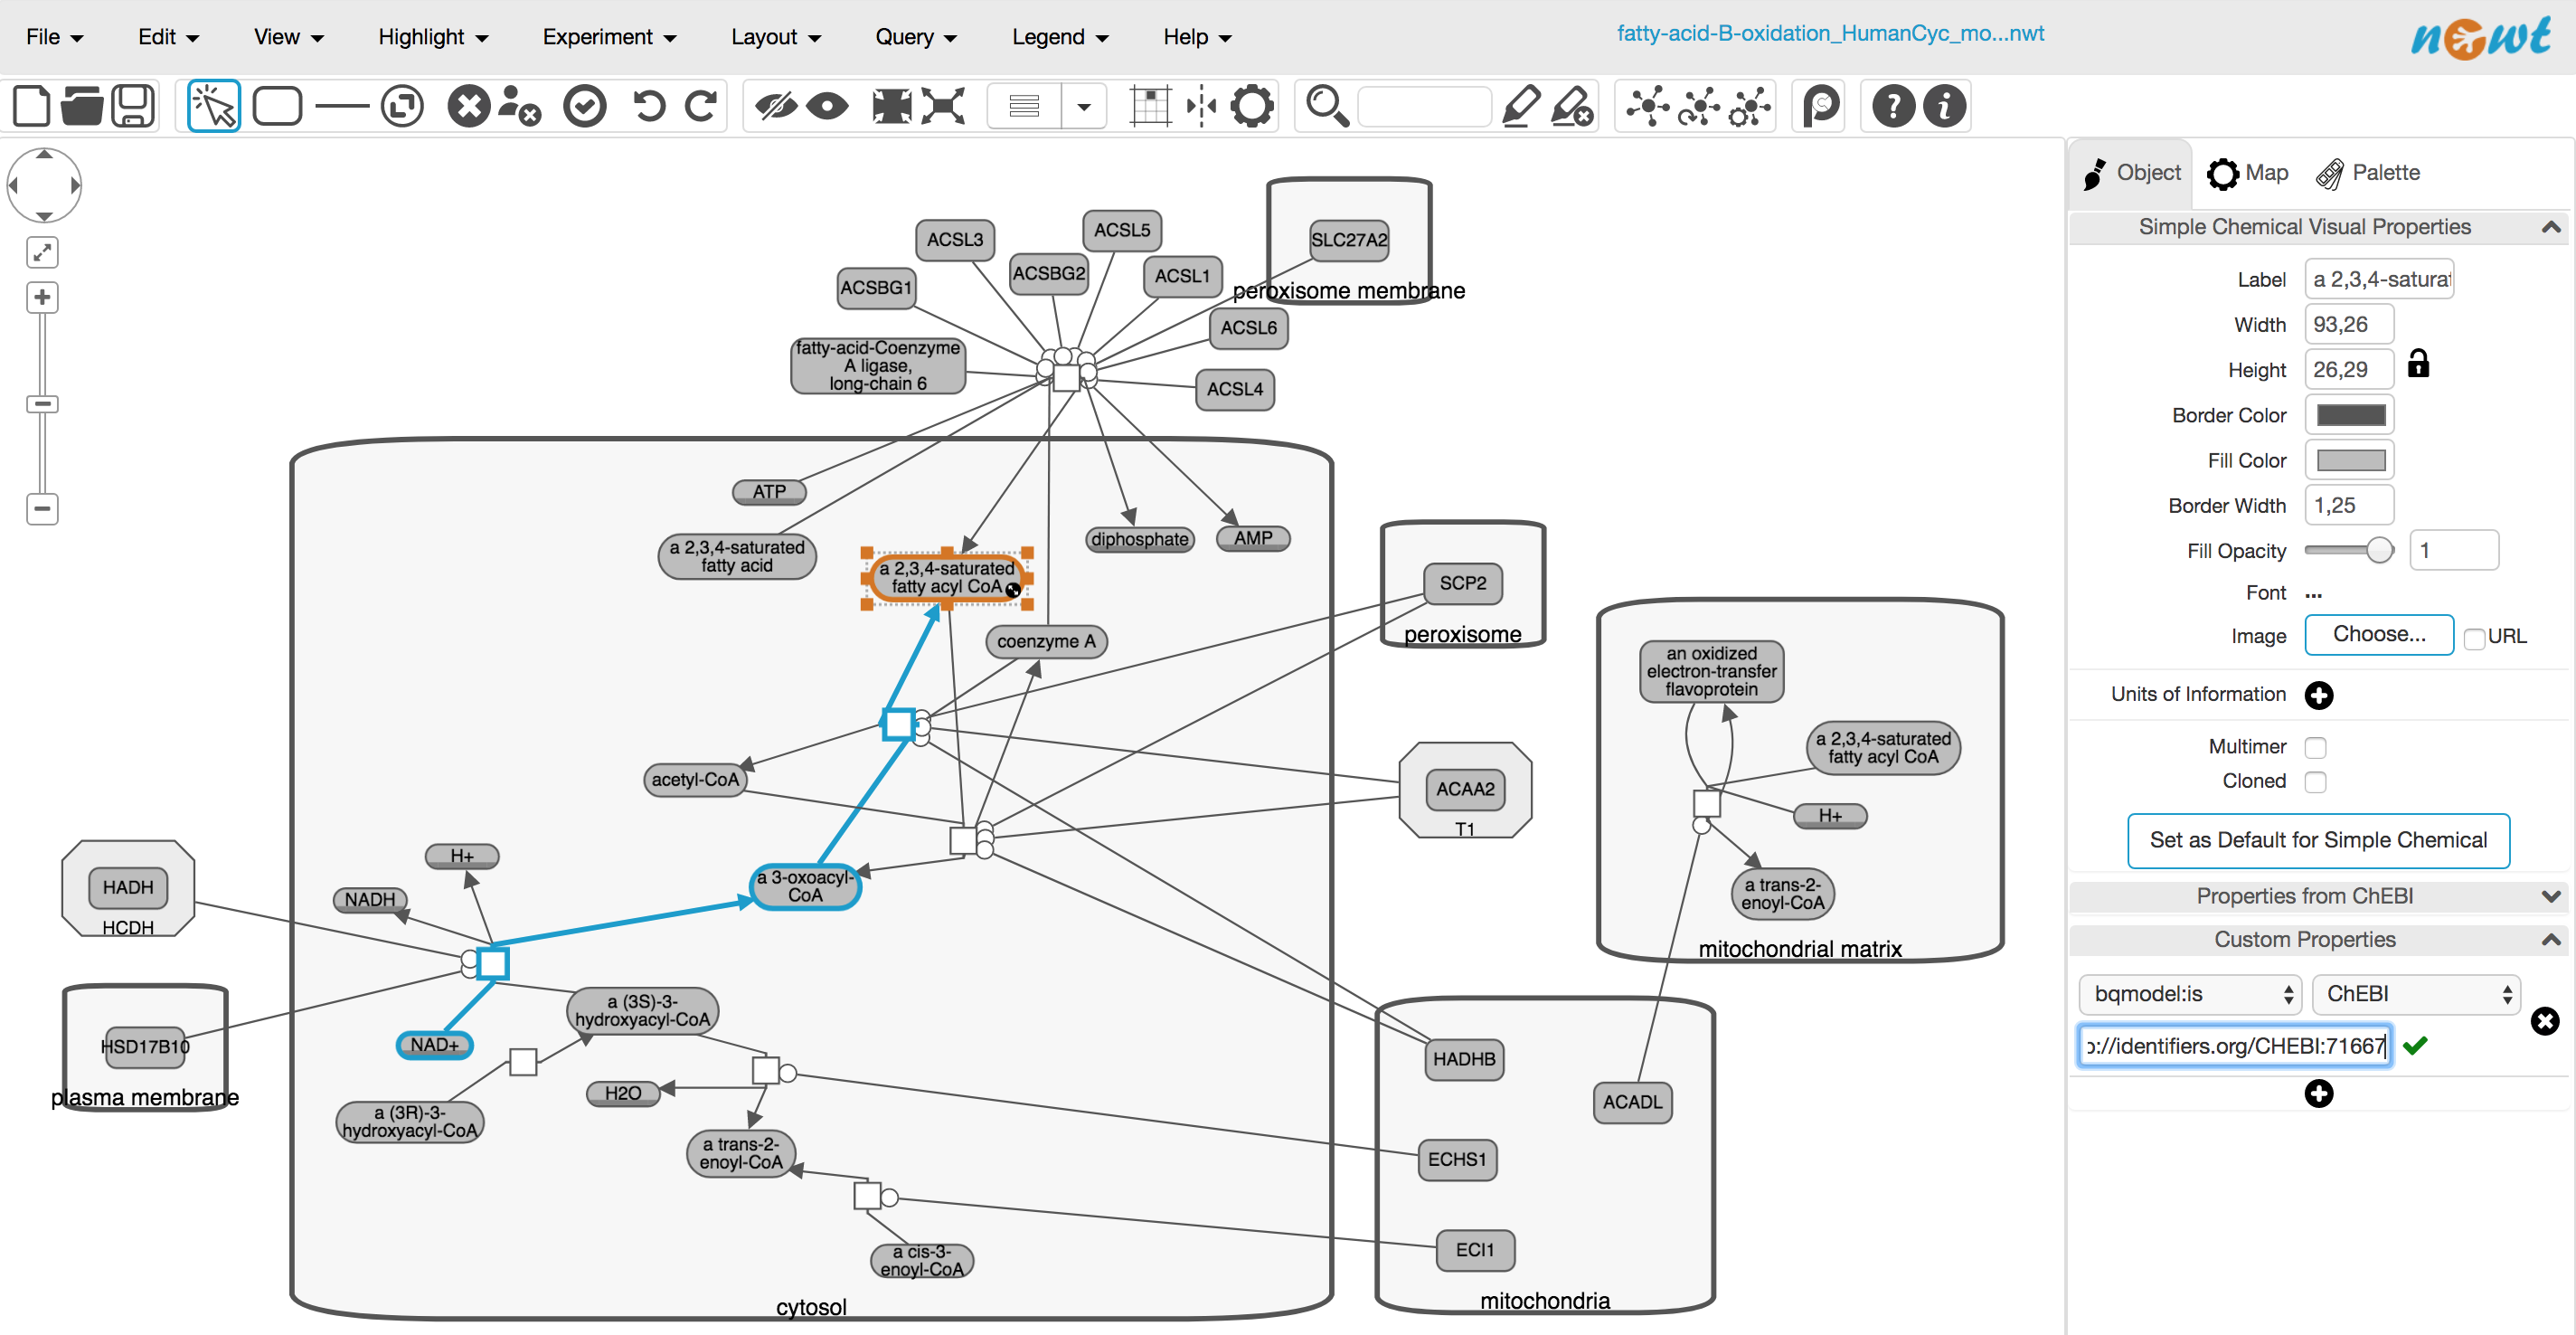 File Edit View Highlight Experiment Layout Query Legend Help fatty-acid-B-oxidation_HumanCyc_mo...nwt newt
Object Map Palette
Simple Chemical Visual Properties
Label a 2,3,4-saturat
Width 93,26
Height 26,29
Border Color
Fill Color
Border Width 1,25
Fill Opacity 1
Font ...
Image Choose... URL
Units of Information
Multimer
Cloned
Set as Default for Simple Chemical
Properties from ChEBI
Custom Properties
bqmodel:is ChEBI
://identifiers.org/CHEBI:71667
SLC27A2
peroxisome membrane
ACSL3
ACSL5
ACSBG2
ACSL1
ACSBG1
ACSL6
fatty-acid-Coenzyme
A ligase,
long-chain 6
ACSL4
ATP
a 2,3,4-saturated
fatty acid
diphosphate
AMP
a 2,3,4-saturated
fatty acyl CoA
coenzyme A
SCP2
peroxisome
an oxidized
electron-transfer
flavoprotein
a 2,3,4-saturated
fatty acyl CoA
H+
a trans-2-
enoyl-CoA
mitochondrial matrix
acetyl-CoA
ACAA2
T1
a 3-oxoacyl-
CoA
H+
NADH
HADH
HCDH
HSD17B10
plasma membrane
NAD+
a (3S)-3-
hydroxyacyl-CoA
a (3R)-3-
hydroxyacyl-CoA
H2O
a trans-2-
enoyl-CoA
a cis-3-
enoyl-CoA
cytosol
HADHB
ACADL
ECHS1
ECI1
mitochondria